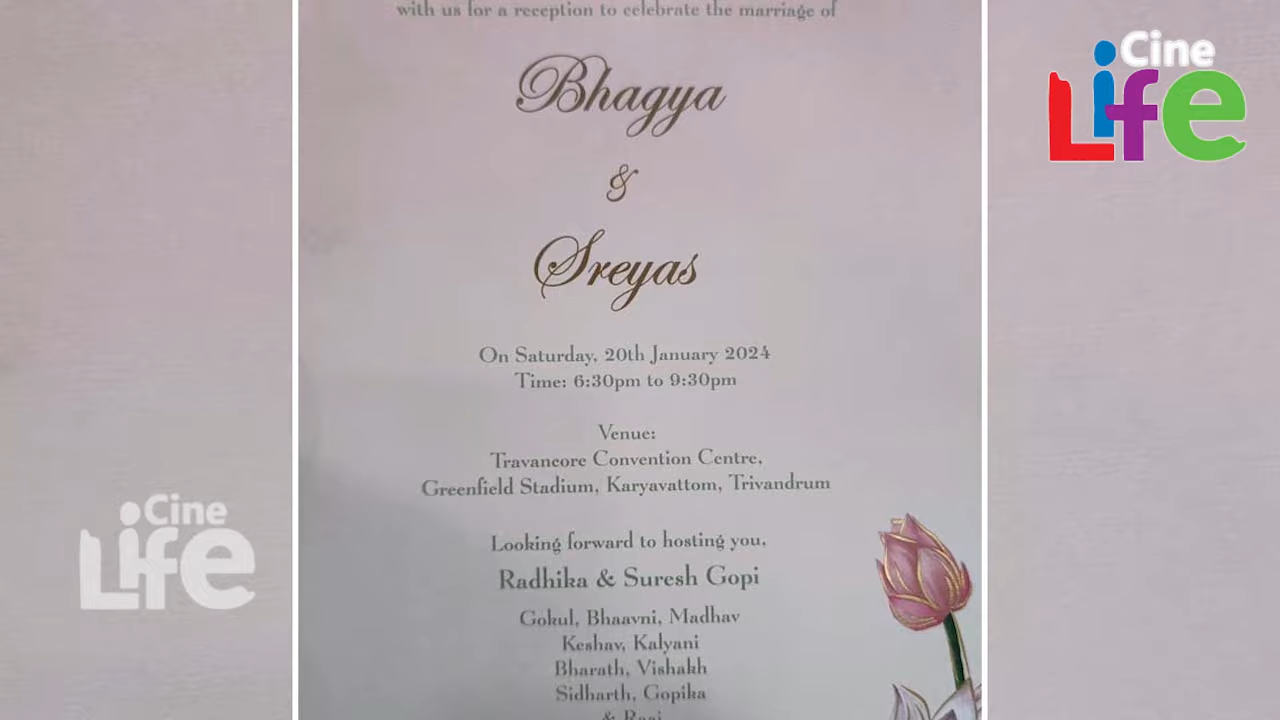 with us for a reception to celebrate the marriage of
Bhagya
&
Sreyas
On Saturday, 20th January 2024
Time: 6:30pm to 9:30pm
Venue:
Travancore Convention Centre,
Greenfield Stadium, Karyavattom, Trivandrum
Looking forward to hosting you,
Radhika & Suresh Gopi
Gokul, Bhaavni, Madhav
Keshav, Kalyani
Bharath, Vishakh
Sidharth, Gopika
&
Cine
Life
Cine
Life